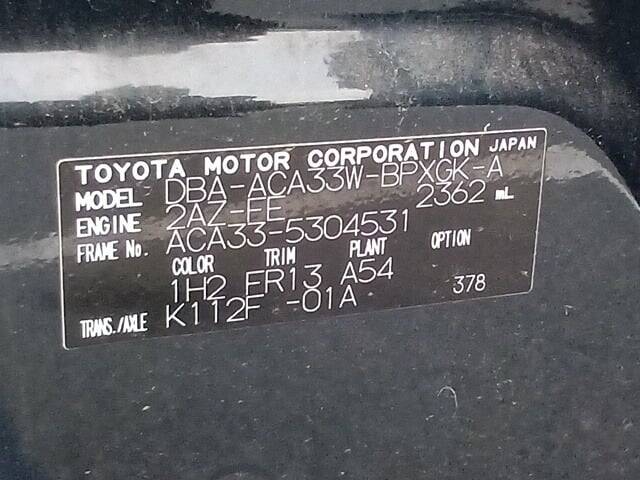 TOYOTA MOTOR CORPORATION JAPAN
MODEL DBA-ACA33W-BPXGK-A
ENGINE 2AZ-FE 2362 mL
FRAME No. ACA33-5304531
COLOR TRIM PLANT OPTION
1H2 FR13 A54 378
TRANS./AXLE K112F -01A